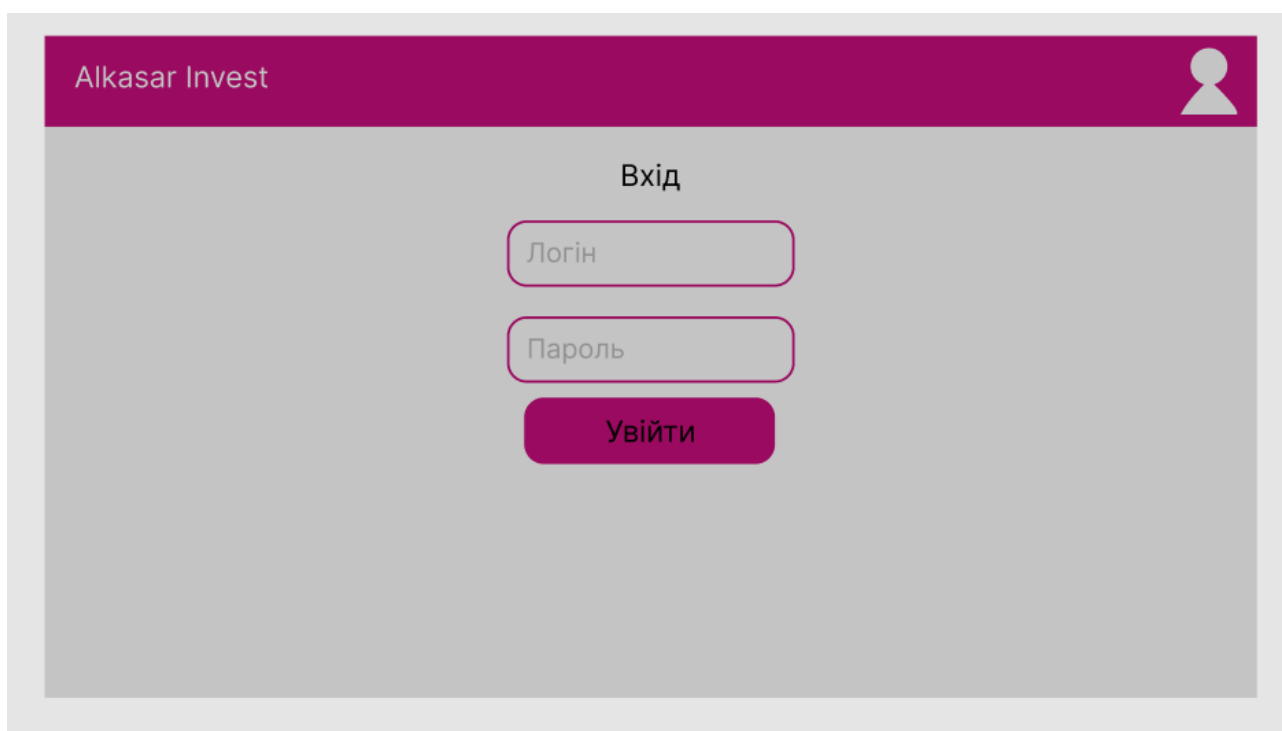 Alkasar Invest
Вхід
Логін
Пароль
Увійти